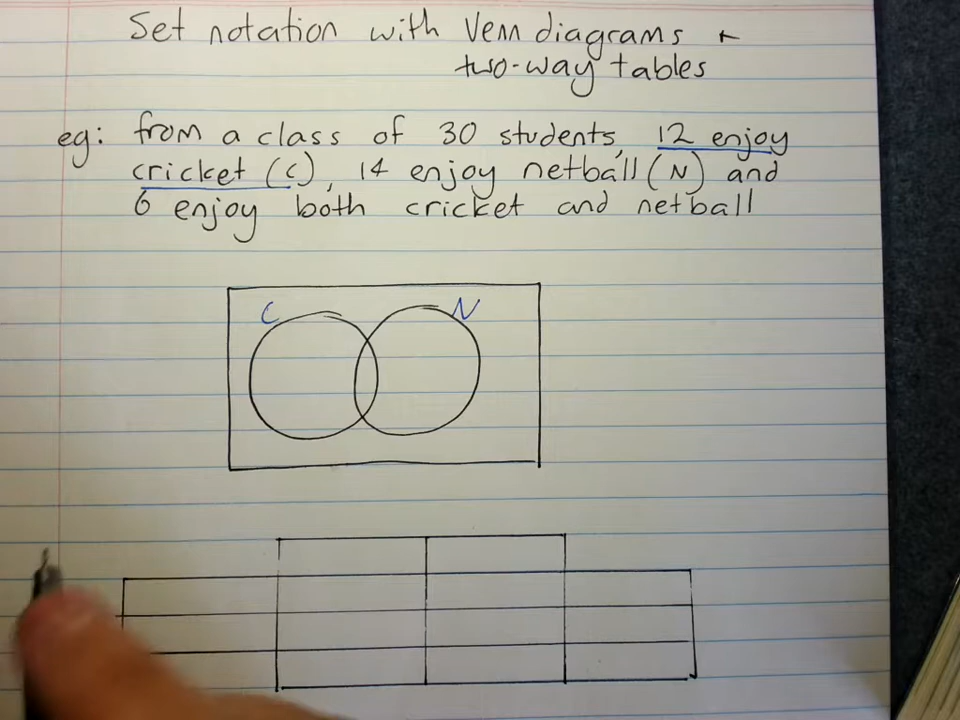 Set notation with Venn diagrams +
two-way tables
eg: from a class of 30 students, 12 enjoy
cricket (C), 14 enjoy netball (N) and
6 enjoy both cricket and netball
C N